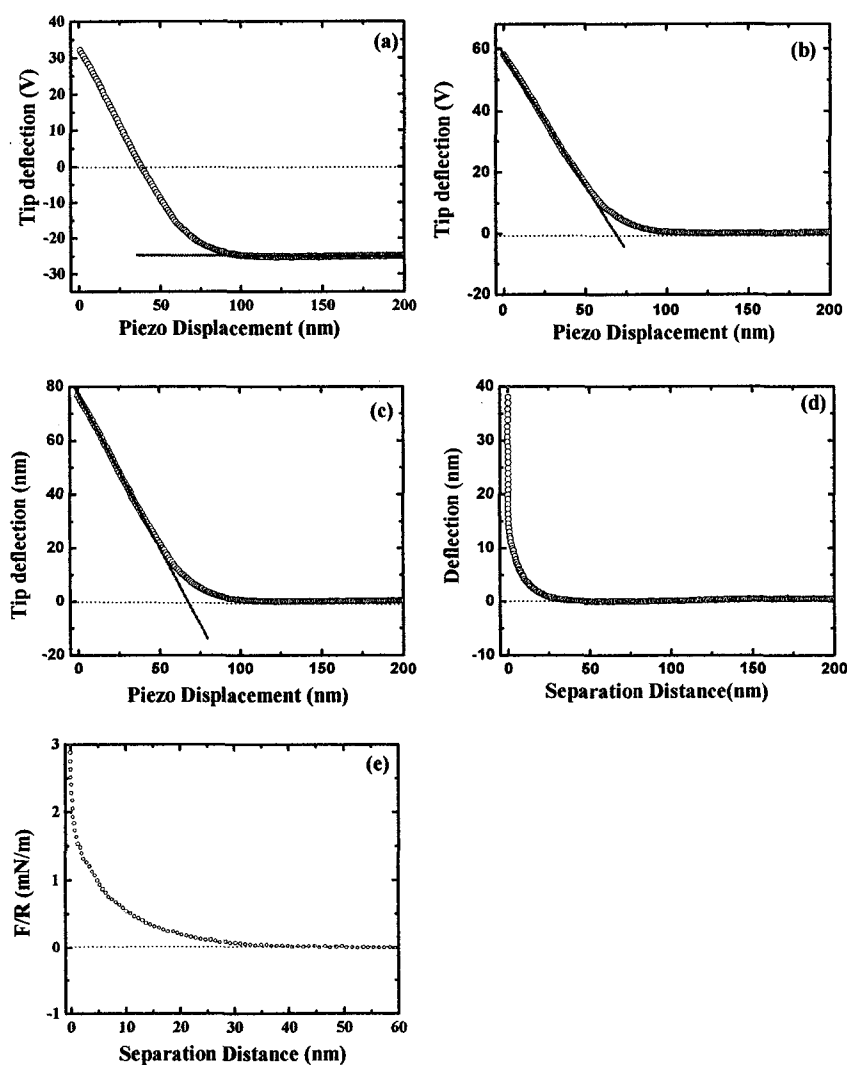 (a)
Tip deflection (V)
40
30
20
10
0
-10
-20
-25
-30
0 50 100 150 200
Piezo Displacement (nm)
(b)
Tip deflection (V)
60
40
20
0
-20
0 50 100 150 200
Piezo Displacement (nm)
(c)
Tip deflection (nm)
80
60
40
20
0
-20
0 50 100 150 200
Piezo Displacement (nm)
(d)
Deflection (nm)
40
30
20
10
0
-10
0 50 100 150 200
Separation Distance(nm)
(e)
F/R (mN/m)
3
2
1
0
-1
0 10 20 30 40 50 60
Separation Distance (nm)